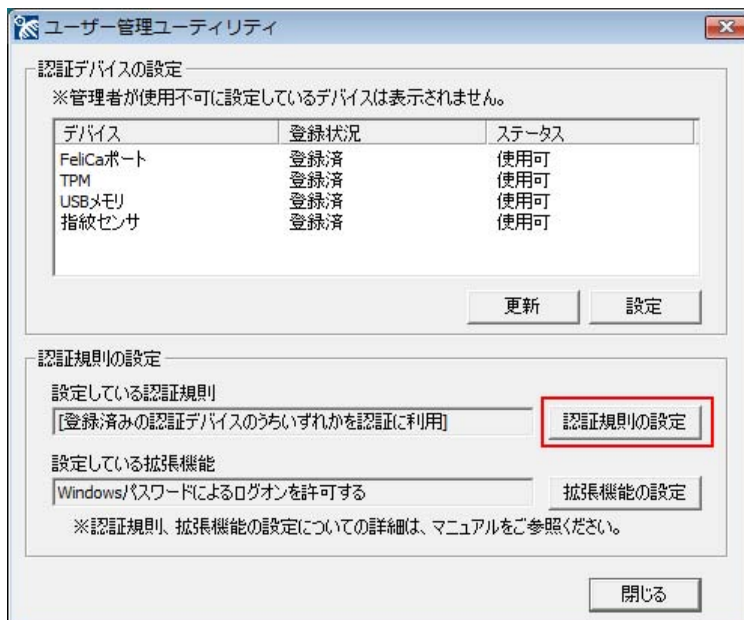 ユーザー管理ユーティリティ
認証デバイスの設定
※管理者が使用不可に設定しているデバイスは表示されません。
デバイス 登録状況 ステータス
FeliCaポート 登録済 使用可
TPM 登録済 使用可
USBメモリ 登録済 使用可
指紋センサ 登録済 使用可
更新 設定
認証規則の設定
設定している認証規則
[登録済みの認証デバイスのうちいずれかを認証に利用] 認証規則の設定
設定している拡張機能
Windowsパスワードによるログオンを許可する 拡張機能の設定
※認証規則、拡張機能の設定についての詳細は、マニュアルをご参照ください。
閉じる